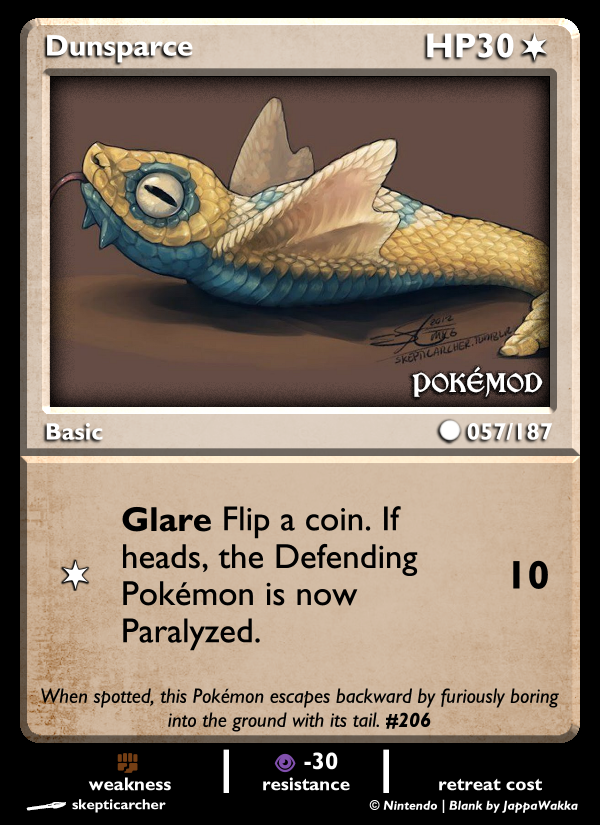 Dunsparce HP30
SKEPTICARCHER.TUMBLR
POKÉMOD
Basic 057/187
Glare Flip a coin. If
heads, the Defending
Pokémon is now
Paralyzed.
10
When spotted, this Pokémon escapes backward by furiously boring
into the ground with its tail. #206
-30
weakness resistance retreat cost
skepticarcher © Nintendo | Blank by JappaWakka